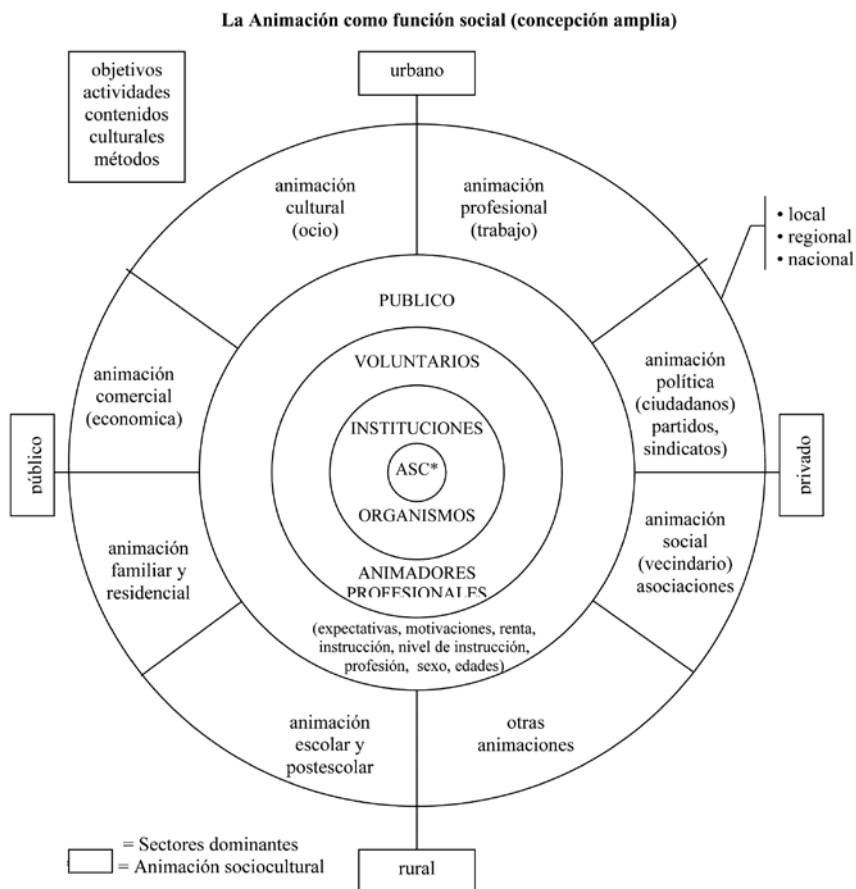 La Animación como función social (concepción amplia)
objetivos
actividades
contenidos
culturales
métodos
urbano
animación
cultural
(ocio)
animación
profesional
(trabajo)
• local
• regional
• nacional
PUBLICO
VOLUNTARIOS
INSTITUCIONES
ASC*
ORGANISMOS
ANIMADORES
PROFESIONALES
(expectativas, motivaciones, renta,
instrucción, nivel de instrucción,
profesión, sexo, edades)
animación
comercial
(economica)
animación
política
(ciudadanos)
partidos,
sindicatos)
público
privado
animación
familiar y
residencial
animación
social
(vecindario)
asociaciones
animación
escolar y
postescolar
otras
animaciones
= Sectores dominantes
= Animación sociocultural
rural